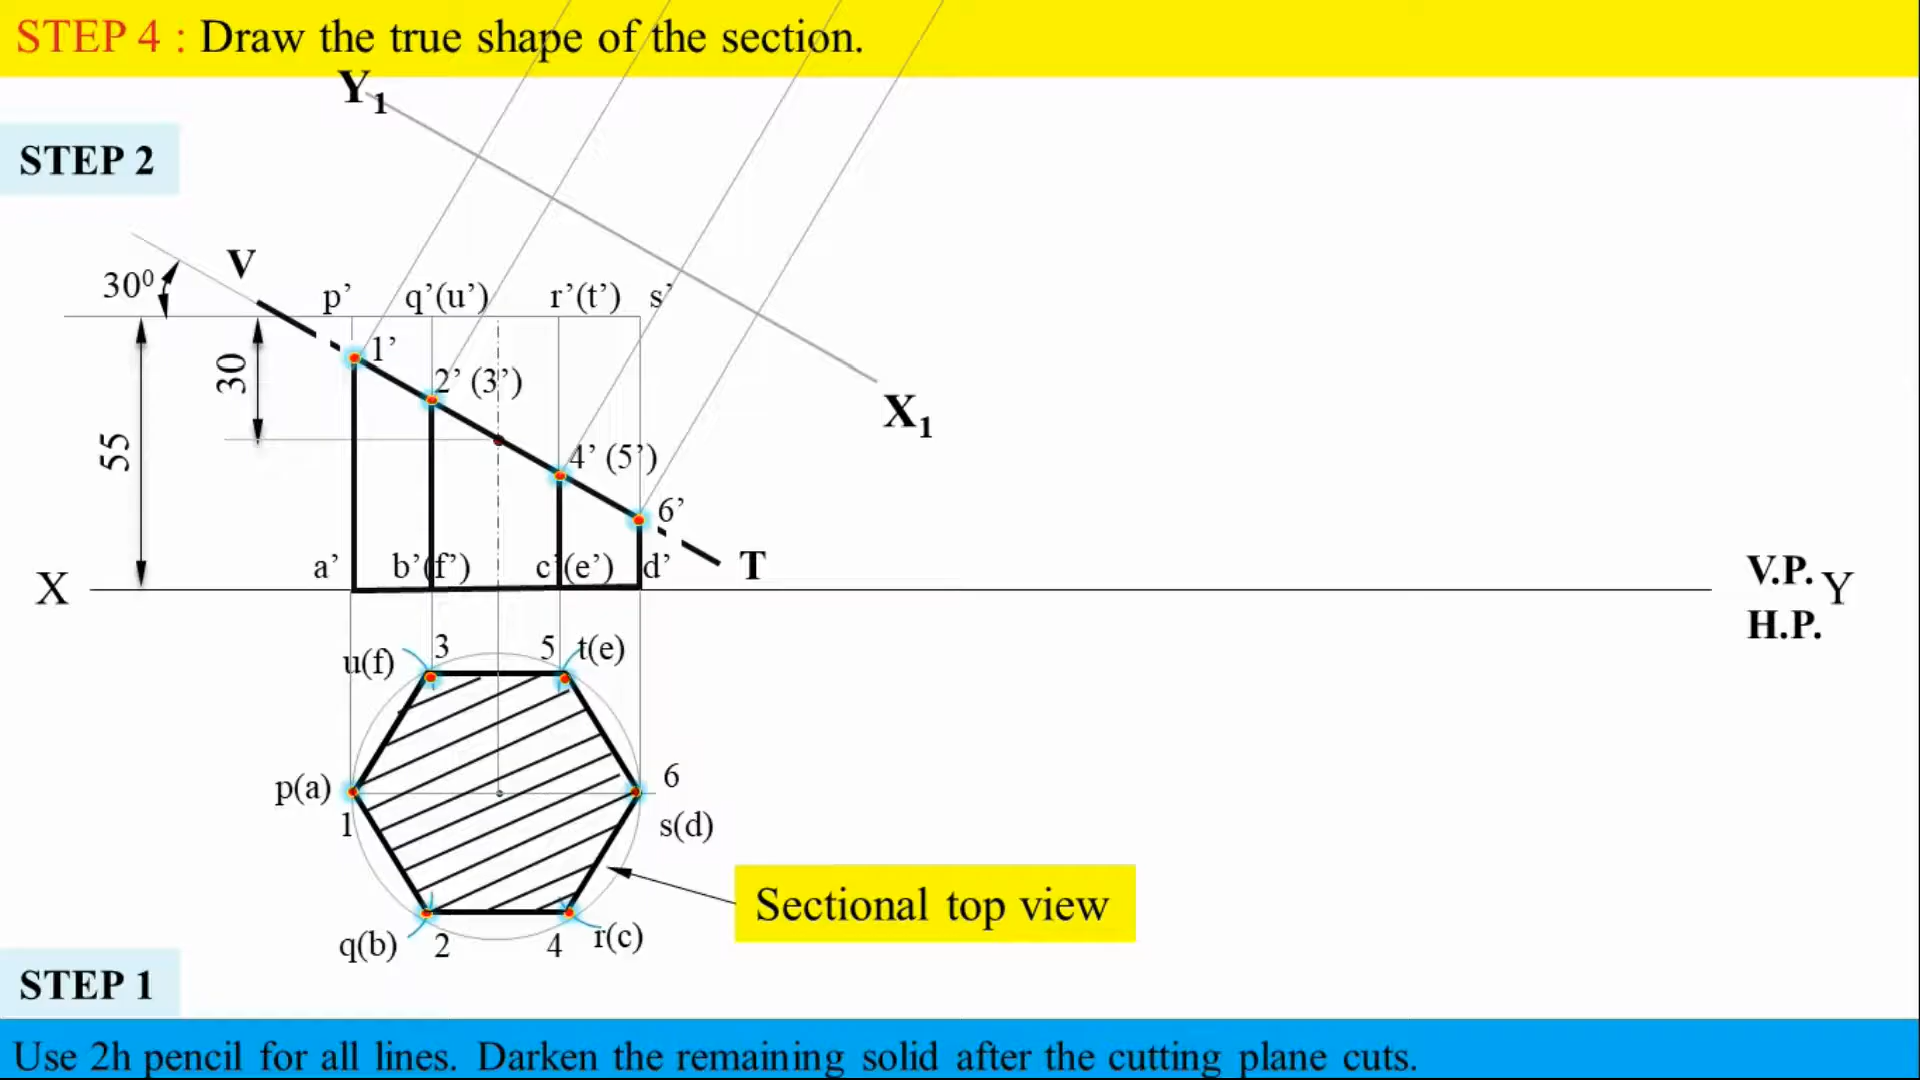 STEP 4 : Draw the true shape of the section.
Y1
STEP 2
V
30⁰
p’ q’(u’) r’(t’) s’
1’
30
2’ (3’)
X1
55
4’ (5’)
6’
a’ b’(f’) c’(e’) d’
T
X
V.P. Y
H.P.
3 5 t(e)
u(f)
p(a) 6
1 s(d)
Sectional top view
q(b) 2 4 r(c)
STEP 1
Use 2h pencil for all lines. Darken the remaining solid after the cutting plane cuts.